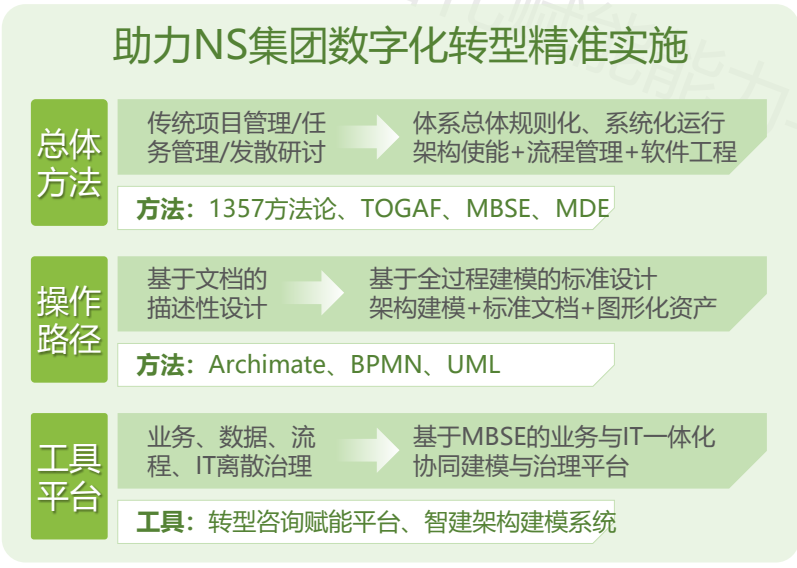 助力NS集团数字化转型精准实施
总体
方法
传统项目管理/任
务管理/发散研讨
体系总体规则化、系统化运行
架构使能+流程管理+软件工程
方法：1357方法论、TOGAF、MBSE、MDE
操作
路径
基于文档的
描述性设计
基于全过程建模的标准设计
架构建模+标准文档+图形化资产
方法：Archimate、BPMN、UML
工具
平台
业务、数据、流
程、IT离散治理
基于MBSE的业务与IT一体化
协同建模与治理平台
工具：转型咨询赋能平台、智建架构建模系统